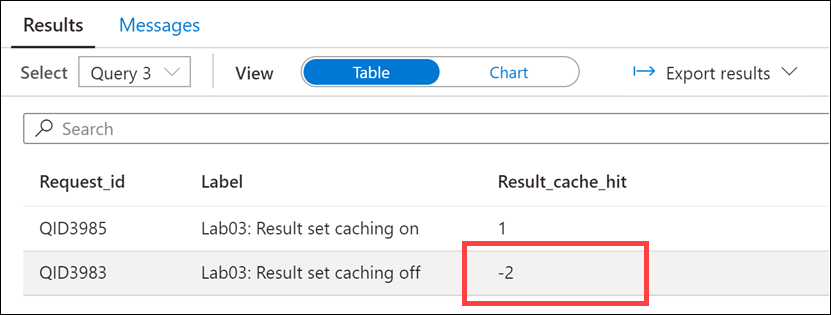 Results Messages
Select Query 3 View Table Chart Export results
Search
Request_id Label Result_cache_hit
QID3985 Lab03: Result set caching on 1
QID3983 Lab03: Result set caching off -2